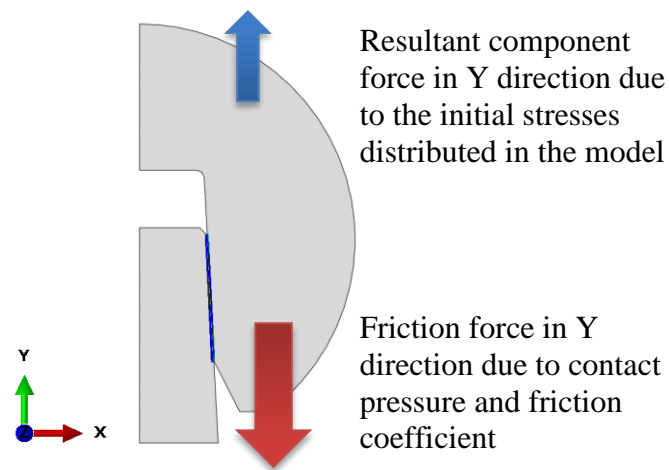 Resultant component
force in Y direction due
to the initial stresses
distributed in the model
Friction force in Y
direction due to contact
pressure and friction
coefficient
Y
Z
X